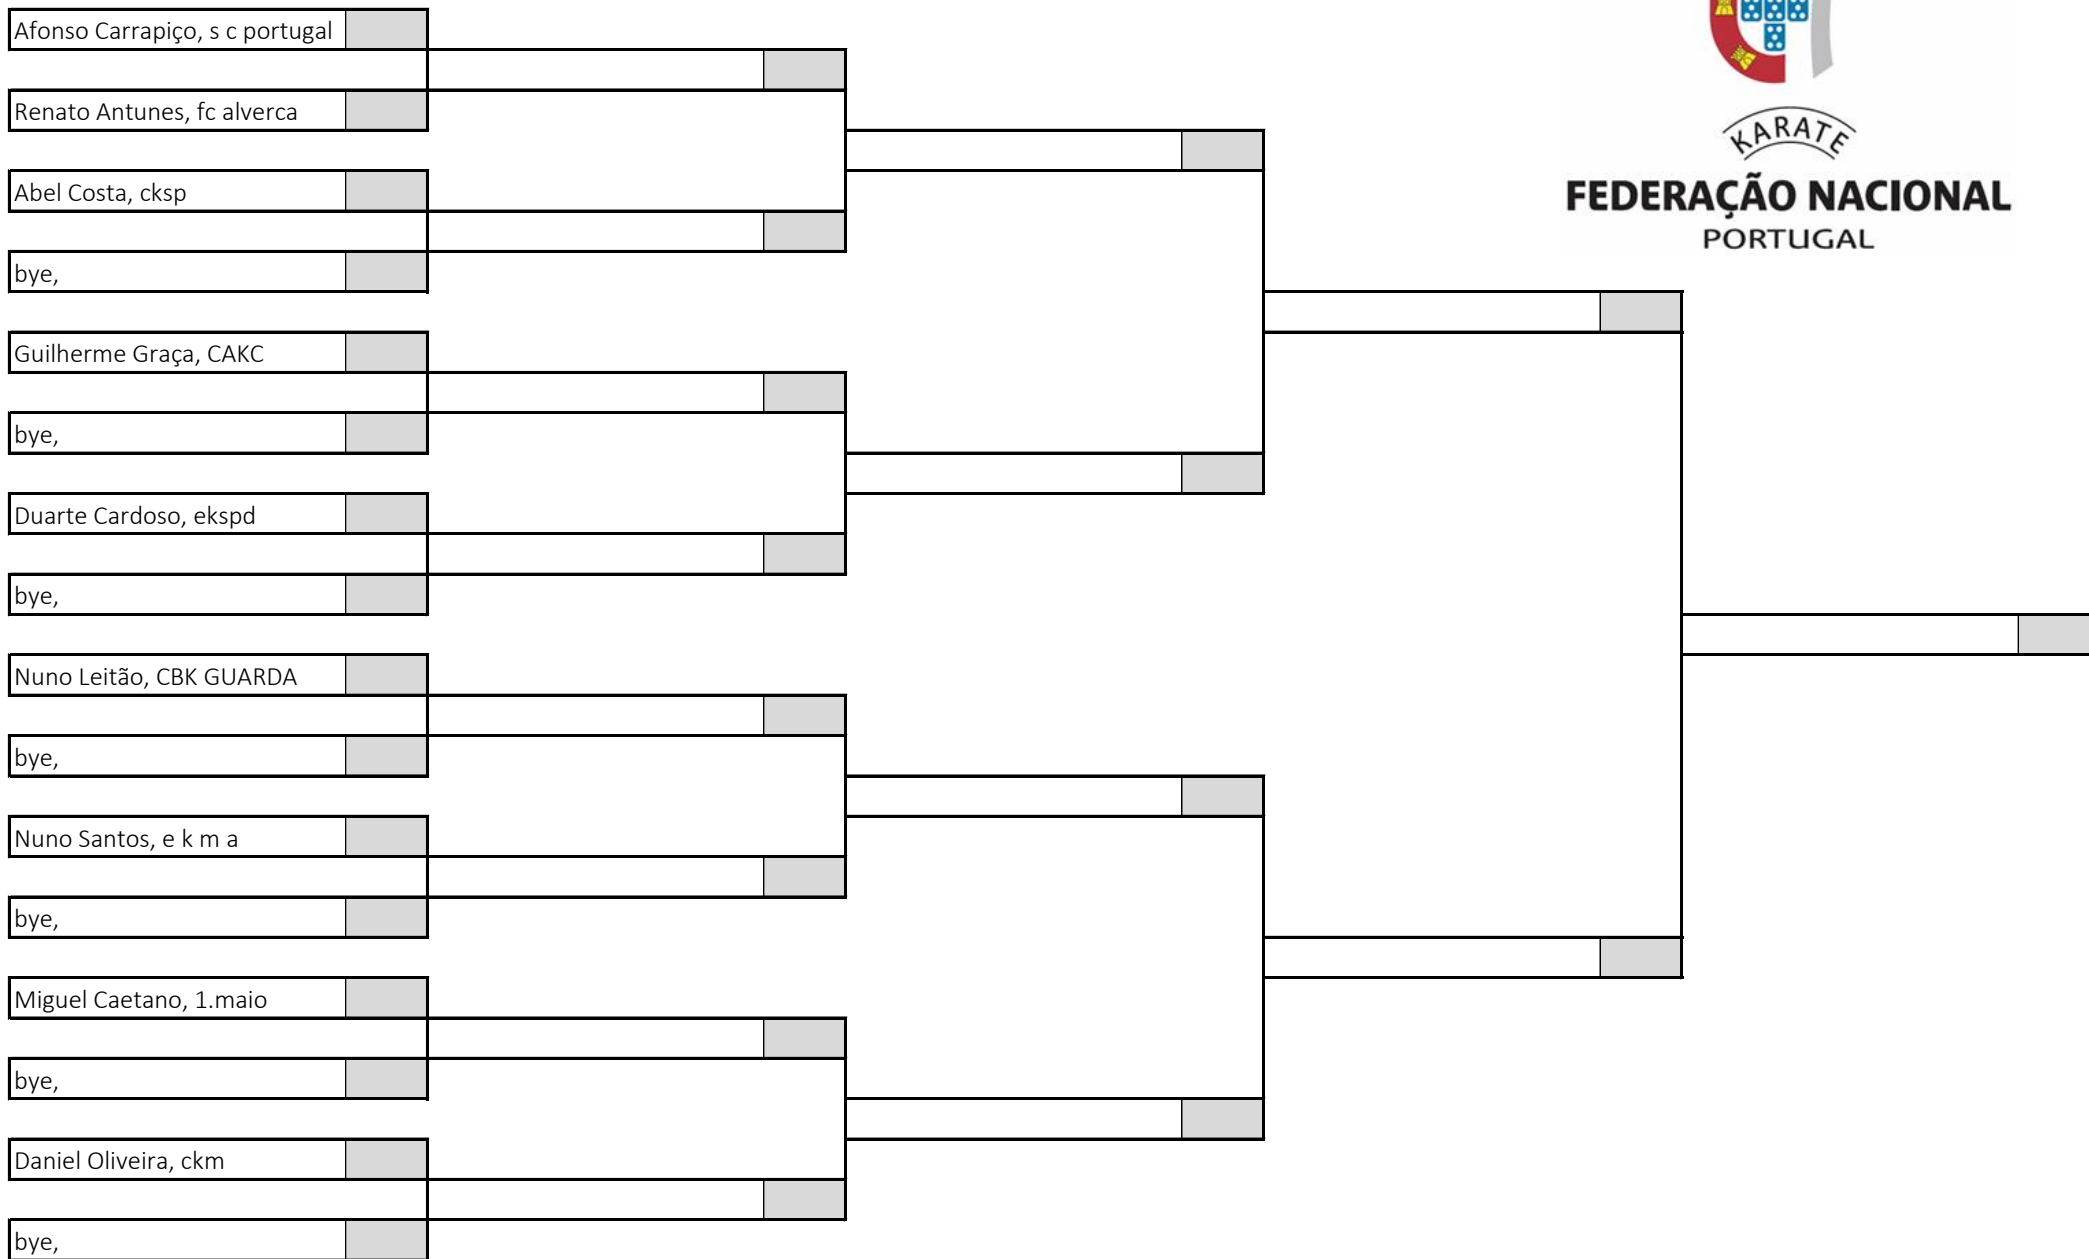 Afonso Carrapiço, s c portugal
Renato Antunes, fc alverca
KARATE
FEDERAÇÃO NACIONAL
PORTUGAL
Abel Costa, cksp
bye,
Guilherme Graça, CAKC
bye,
Duarte Cardoso, ekspd
bye,
Nuno Leitão, CBK GUARDA
bye,
Nuno Santos, e k m a
bye,
Miguel Caetano, 1.maio
bye,
Daniel Oliveira, ckm
bye,